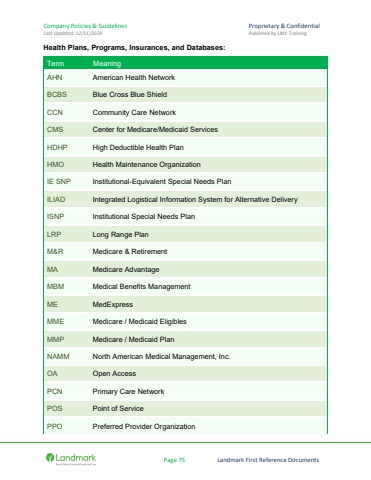 Company Policies & Guidelines Proprietary & Confidential
Last Updated: 12/11/2024 Published by LMS Training
Health Plans, Programs, Insurances, and Databases:
Term Meaning
AHN American Health Network
BCBS Blue Cross Blue Shield
CCN Community Care Network
CMS Center for Medicare/Medicaid Services
HDHP High Deductible Health Plan
HMO Health Maintenance Organization
IE SNP Institutional-Equivalent Special Needs Plan
ILIAD Integrated Logistical Information System for Alternative Delivery
ISNP Institutional Special Needs Plan
LRP Long Range Plan
M&R Medicare & Retirement
MA Medicare Advantage
MBM Medical Benefits Management
ME MedExpress
MME Medicare / Medicaid Eligibles
MMP Medicare / Medicaid Plan
NAMM North American Medical Management, Inc.
OA Open Access
PCN Primary Care Network
POS Point of Service
PPO Preferred Provider Organization
Landmark Page 75 Landmark First Reference Documents